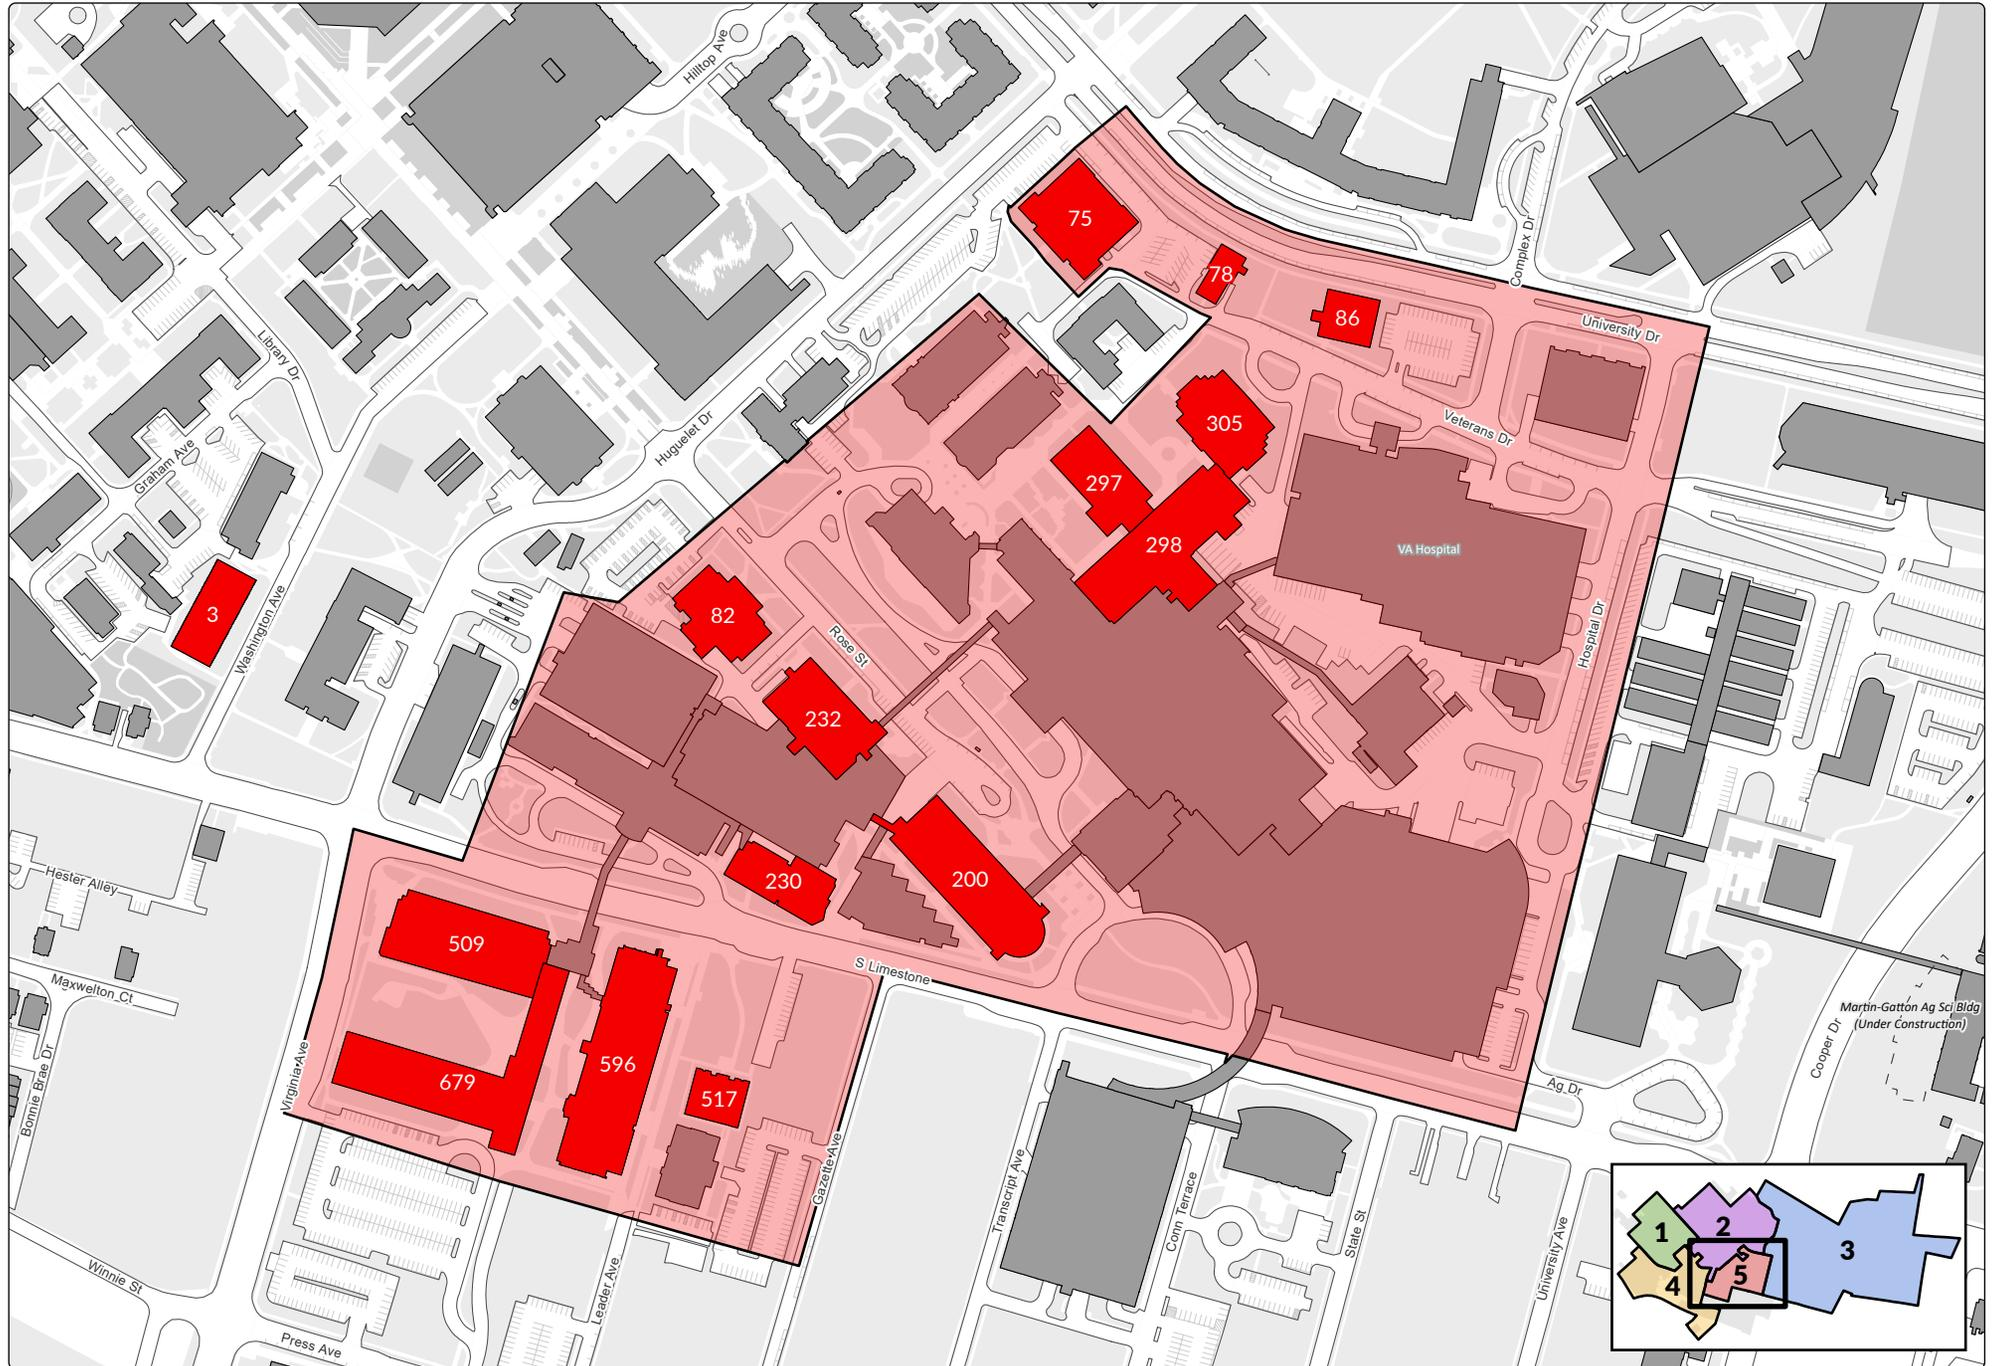 Hilltop Ave
75
78
Complex Dr
86
University Dr
Library Dr
305
Veterans Dr
Huguelet Dr
Graham Ave
297
298
VA Hospital
3
Washington Ave
82
Rose St
Hospital Dr
232
Hester Alley
230
200
509
S Limestone
Maxwelton Ct
Martin-Gatton Ag Sci Bldg
(Under Construction)
Cooper Dr
Virginia Ave
Bonnie Brae Dr
679
596
517
Ag Dr
Gazette Ave
Transcript Ave
Conn Terrace
State St
University Ave
Winnie St
Leader Ave
Press Ave
1
2
3
4
5